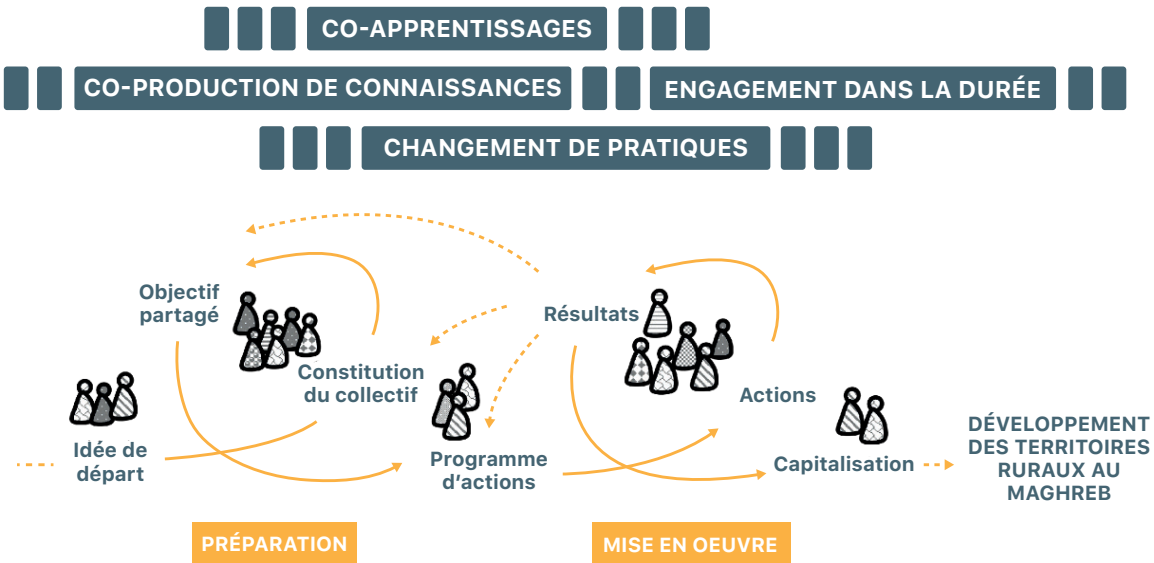 CO-APPRENTISSAGES
CO-PRODUCTION DE CONNAISSANCES
ENGAGEMENT DANS LA DURÉE
CHANGEMENT DE PRATIQUES
Objectif
partagé
Résultats
Constitution
du collectif
Actions
Idée de
départ
Programme
d'actions
Capitalisation
DÉVELOPPEMENT
DES TERRITOIRES
RURAUX AU
MAGHREB
PRÉPARATION
MISE EN OEUVRE